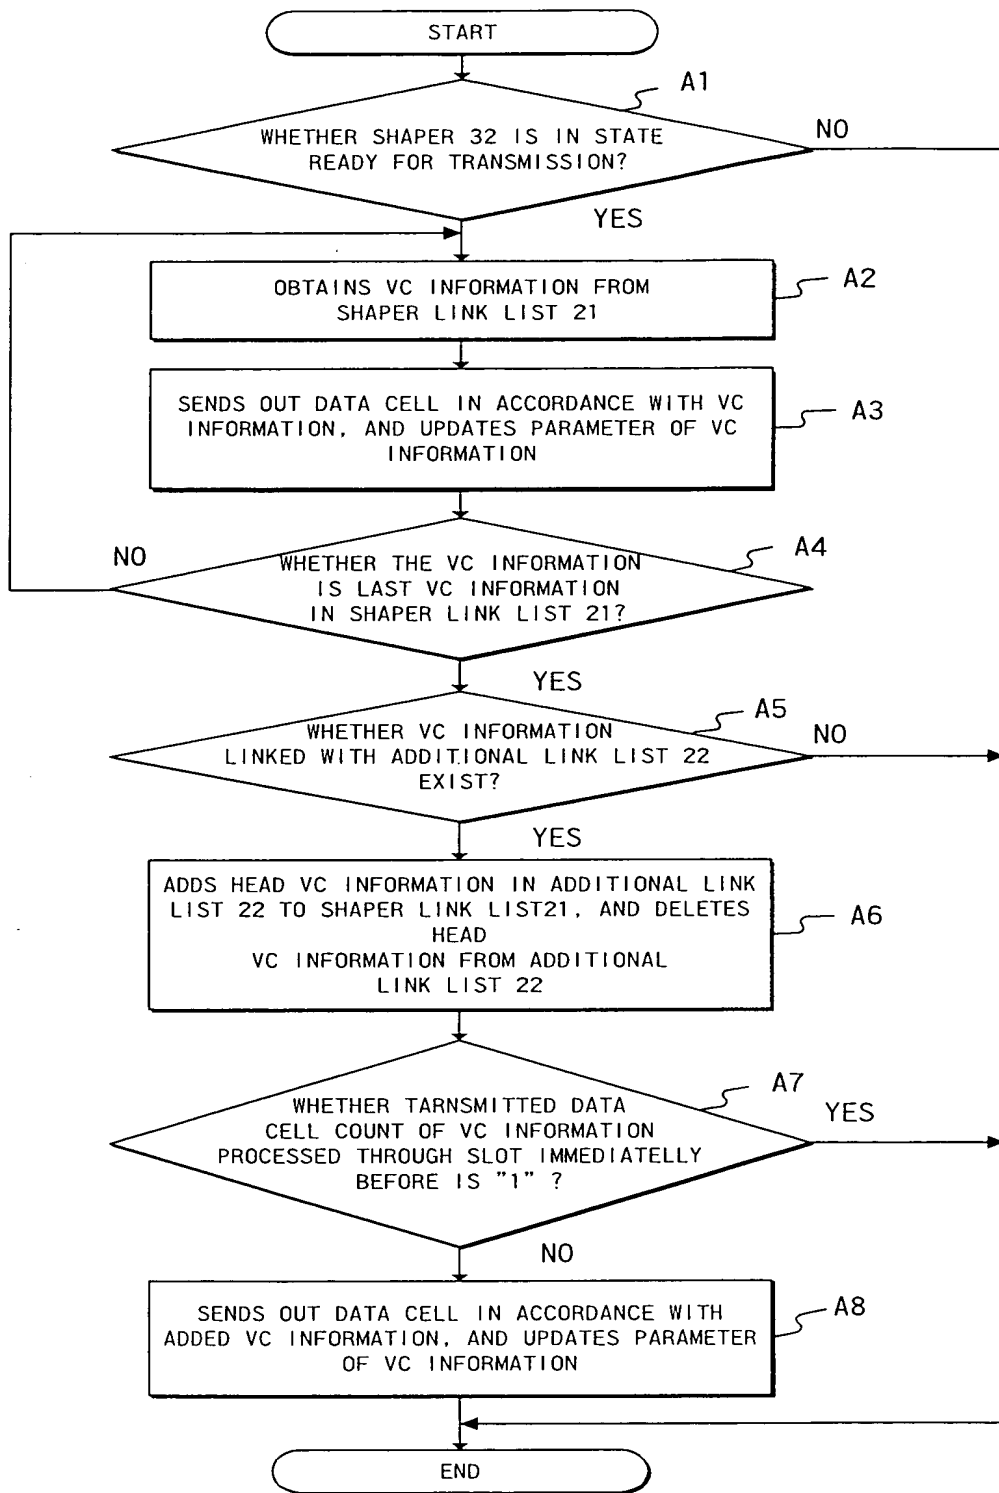 START
A1
WHETHER SHAPER 32 IS IN STATE
READY FOR TRANSMISSION?
NO
YES
OBTAINS VC INFORMATION FROM
SHAPER LINK LIST 21
A2
SENDS OUT DATA CELL IN ACCORDANCE WITH VC
INFORMATION, AND UPDATES PARAMETER OF VC
INFORMATION
A3
NO
WHETHER THE VC INFORMATION
IS LAST VC INFORMATION
IN SHAPER LINK LIST 21?
A4
YES
WHETHER VC INFORMATION
LINKED WITH ADDITIONAL LINK LIST 22
EXIST?
A5
NO
YES
ADDS HEAD VC INFORMATION IN ADDITIONAL LINK
LIST 22 TO SHAPER LINK LIST21, AND DELETES
HEAD
VC INFORMATION FROM ADDITIONAL
LINK LIST 22
A6
WHETHER TARNSMITTED DATA
CELL COUNT OF VC INFORMATION
PROCESSED THROUGH SLOT IMMEDIATELLY
BEFORE IS "1" ?
A7
YES
NO
SENDS OUT DATA CELL IN ACCORDANCE WITH
ADDED VC INFORMATION, AND UPDATES PARAMETER
OF VC INFORMATION
A8
END